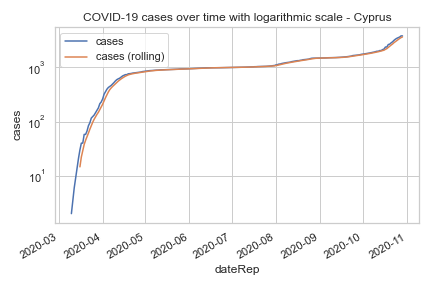 COVID-19 cases over time with logarithmic scale - Cyprus
cases
cases (rolling)
10³
10²
10¹
cases
2020-03
2020-04
2020-05
2020-06
2020-07
2020-08
2020-09
2020-10
2020-11
dateRep